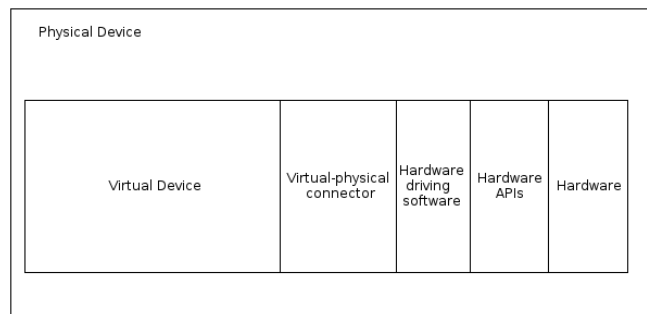 Physical Device
Virtual Device
Virtual-physical
connector
Hardware
driving
software
Hardware
APIs
Hardware